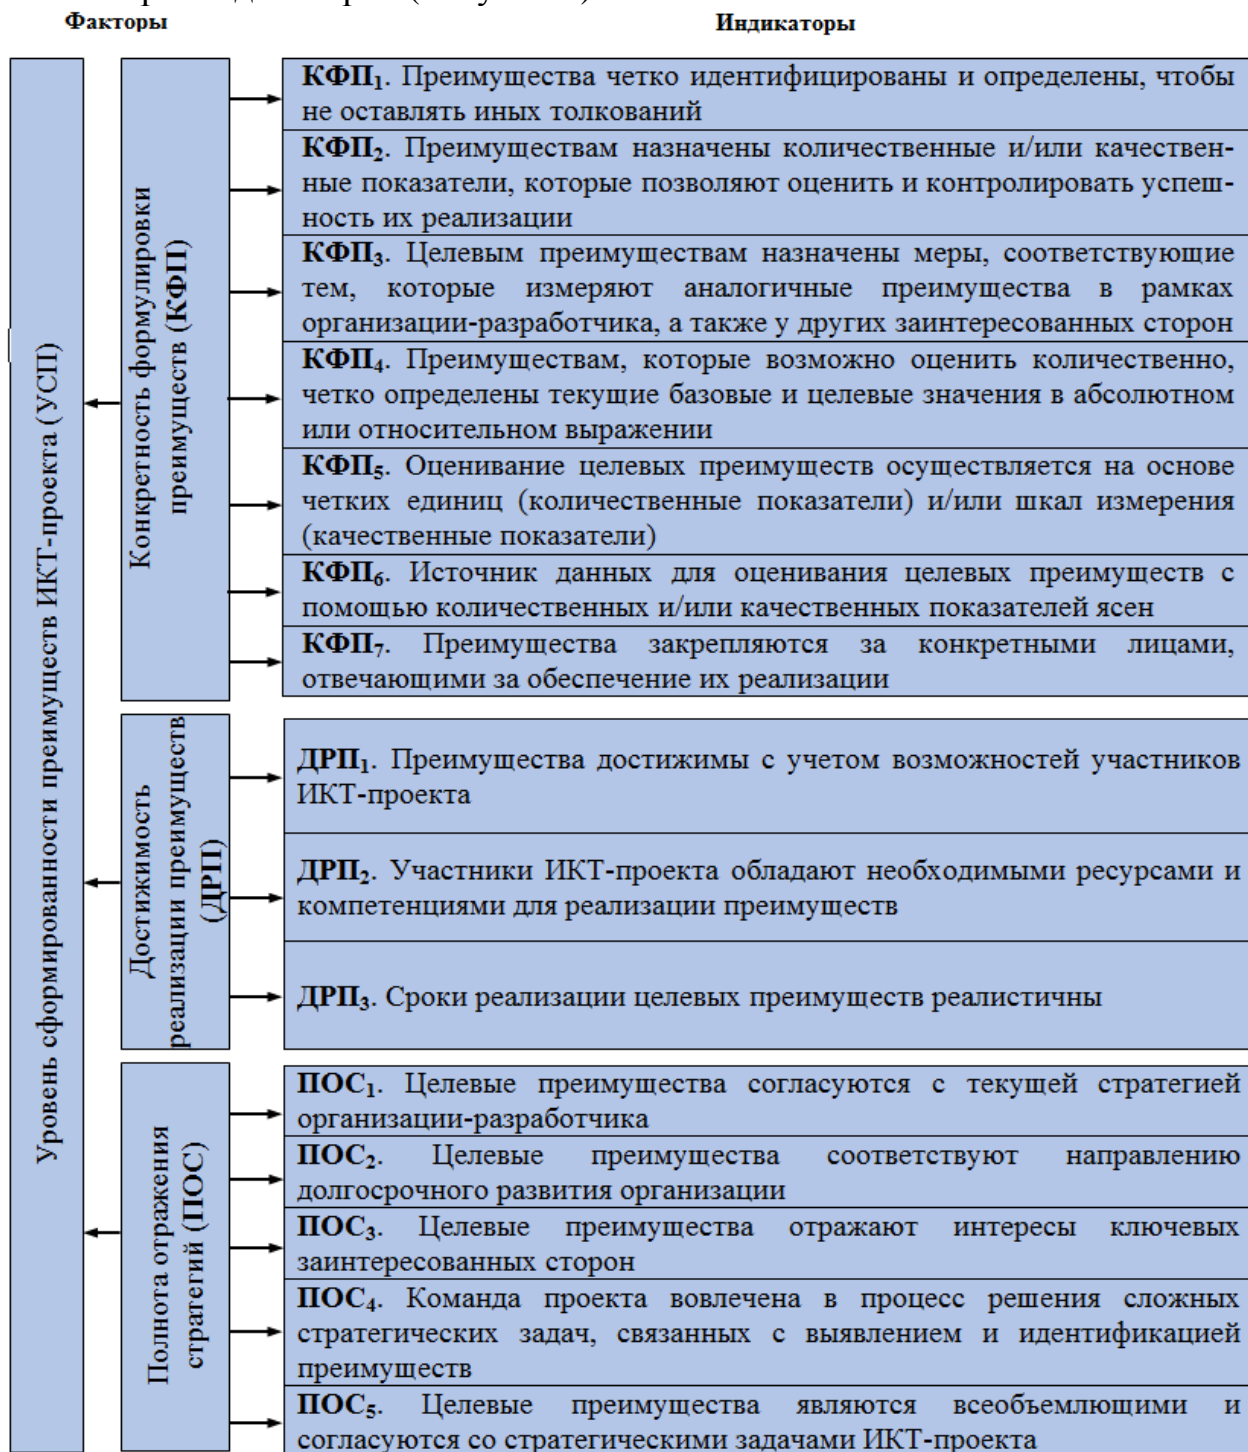 Факторы
Индикаторы
Уровень сформированности преимуществ ИКТ-проекта (УСП)
Конкретность формулировки
преимуществ (КФП)
КФП₁. Преимущества четко идентифицированы и определены, чтобы
не оставлять иных толкований
КФП₂. Преимуществам назначены количественные и/или качествен-
ные показатели, которые позволяют оценить и контролировать успеш-
ность их реализации
КФП₃. Целевым преимуществам назначены меры, соответствующие
тем, которые измеряют аналогичные преимущества в рамках
организации-разработчика, а также у других заинтересованных сторон
КФП₄. Преимуществам, которые возможно оценить количественно,
четко определены текущие базовые и целевые значения в абсолютном
или относительном выражении
КФП₅. Оценивание целевых преимуществ осуществляется на основе
четких единиц (количественные показатели) и/или шкал измерения
(качественные показатели)
КФП₆. Источник данных для оценивания целевых преимуществ с
помощью количественных и/или качественных показателей ясен
КФП₇. Преимущества закрепляются за конкретными лицами,
отвечающими за обеспечение их реализации
Достижимость
реализации преимуществ
(ДРП)
ДРП₁. Преимущества достижимы с учетом возможностей участников
ИКТ-проекта
ДРП₂. Участники ИКТ-проекта обладают необходимыми ресурсами и
компетенциями для реализации преимуществ
ДРП₃. Сроки реализации целевых преимуществ реалистичны
Полнота отражения
стратегий (ПОС)
ПОС₁. Целевые преимущества согласуются с текущей стратегией
организации-разработчика
ПОС₂. Целевые преимущества соответствуют направлению
долгосрочного развития организации
ПОС₃. Целевые преимущества отражают интересы ключевых
заинтересованных сторон
ПОС₄. Команда проекта вовлечена в процесс решения сложных
стратегических задач, связанных с выявлением и идентификацией
преимуществ
ПОС₅. Целевые преимущества являются всеобъемлющими и
согласуются со стратегическими задачами ИКТ-проекта